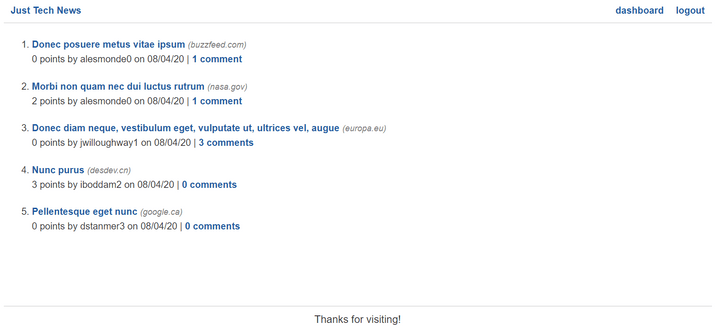 Just Tech News dashboard logout
1. Donec posuere metus vitae ipsum (buzzfeed.com)
0 points by alesmonde0 on 08/04/20 | 1 comment
2. Morbi non quam nec dui luctus rutrum (nasa.gov)
2 points by alesmonde0 on 08/04/20 | 1 comment
3. Donec diam neque, vestibulum eget, vulputate ut, ultrices vel, augue (europa.eu)
0 points by jwilloughway1 on 08/04/20 | 3 comments
4. Nunc purus (desdev.cn)
3 points by iboddam2 on 08/04/20 | 0 comments
5. Pellentesque eget nunc (google.ca)
0 points by dstanmer3 on 08/04/20 | 0 comments
Thanks for visiting!